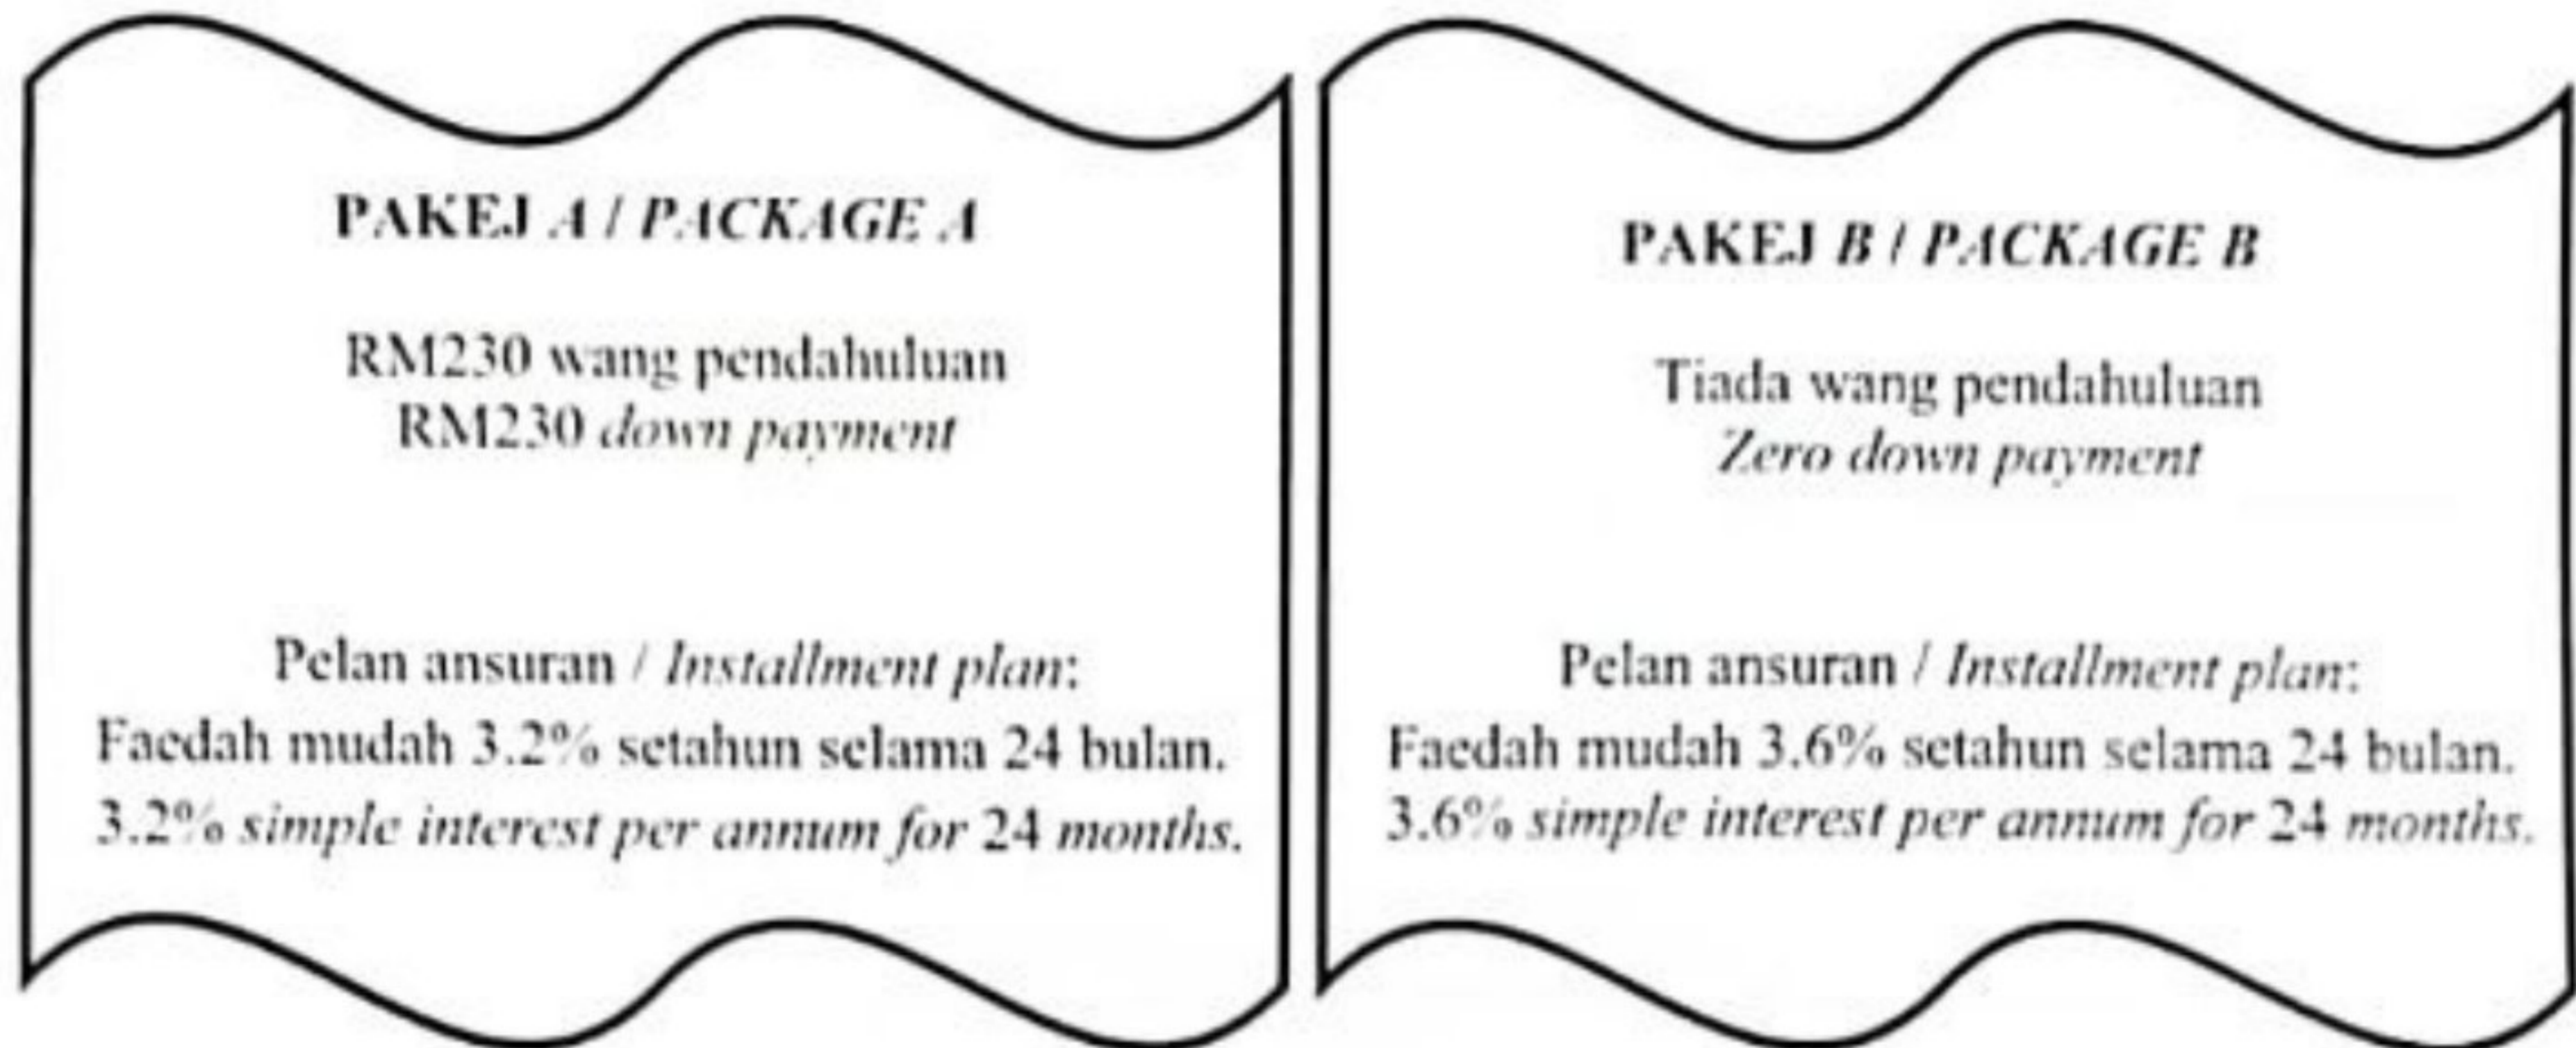 PAKEJ A / PACKAGE A
RM230 wang pendahuluan
RM230 down payment
Pelan ansuran / Installment plan:
Faedah mudah 3.2% setahun selama 24 bulan.
3.2% simple interest per annum for 24 months.
PAKEJ B / PACKAGE B
Tiada wang pendahuluan
Zero down payment
Pelan ansuran / Installment plan:
Faedah mudah 3.6% setahun selama 24 bulan.
3.6% simple interest per annum for 24 months.